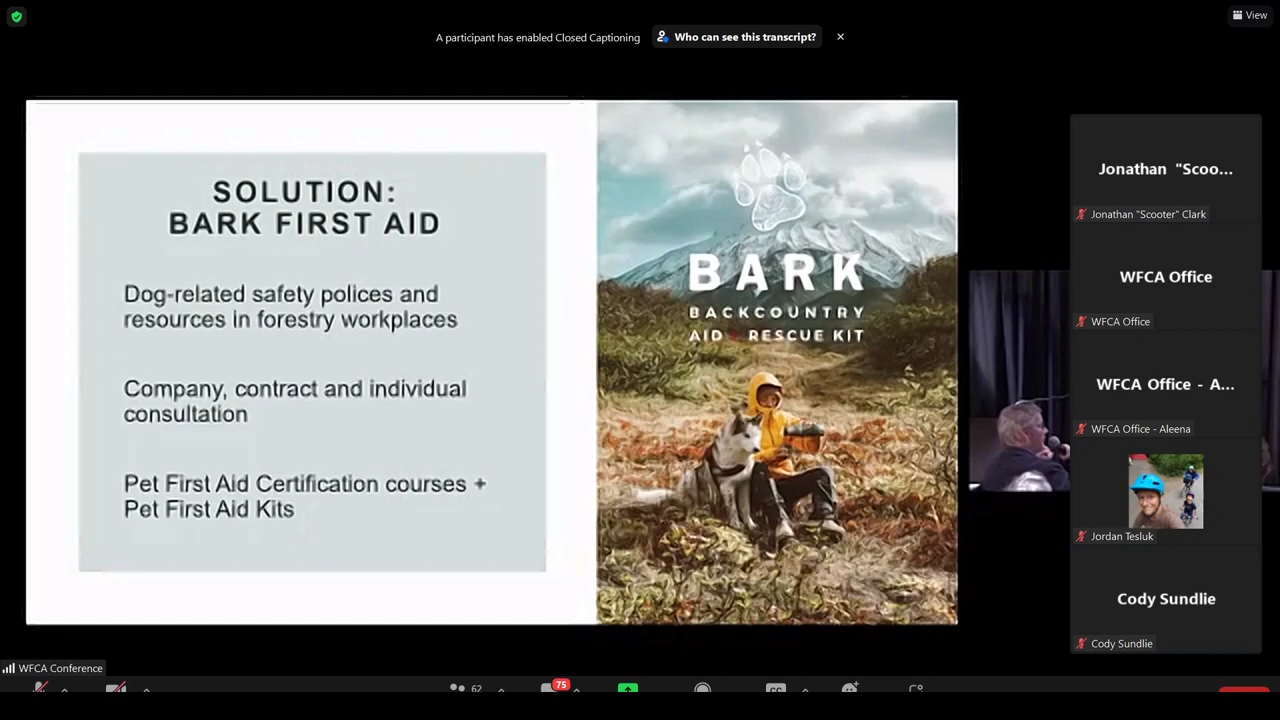 View
A participant has enabled Closed Captioning
Who can see this transcript?
SOLUTION:
BARK FIRST AID
Dog-related safety polices and
resources in forestry workplaces
Company, contract and individual
consultation
Pet First Aid Certification courses +
Pet First Aid Kits
BARK
BACKCOUNTRY
AID + RESCUE KIT
Jonathan "Scoo...
Jonathan "Scooter" Clark
WFCA Office
WFCA Office
WFCA Office - A...
WFCA Office - Aleena
Jordan Tesluk
Cody Sundlie
Cody Sundlie
WFCA Conference
62
75
CC